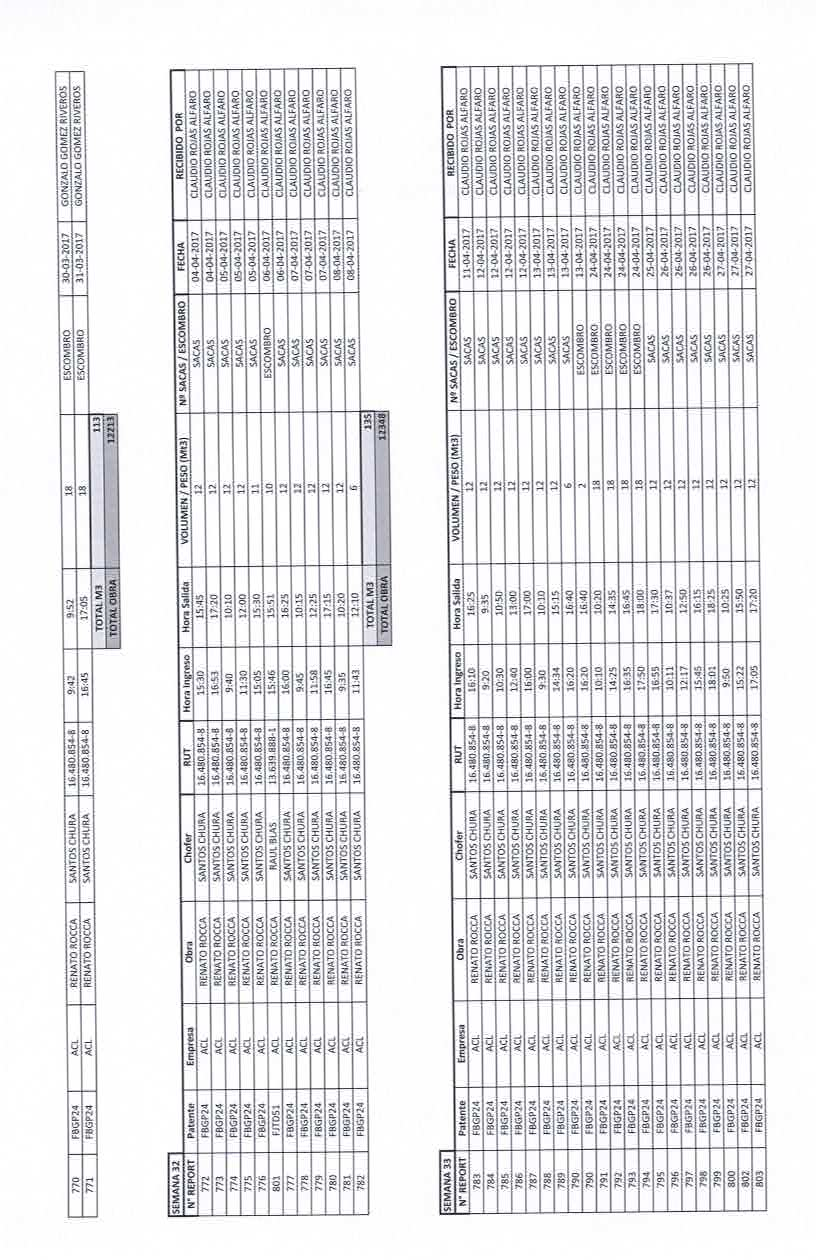 770 FBGP24 ACL RENATO ROCCA SANTOS CHURA 16.480.854-8 9:42 9:52 18 ESCOMBRO 30-03-2017 GONZALO GOMEZ RIVEROS
771 FBGP24 ACL RENATO ROCCA SANTOS CHURA 16.480.854-8 16:45 17:05 18 ESCOMBRO 31-03-2017 GONZALO GOMEZ RIVEROS
TOTAL M3 113
TOTAL OBRA 12213
SEMANA 32
N° REPORT Patente Empresa Obra Chofer RUT Hora Ingreso Hora Salida VOLUMEN / PESO (Mt3) Nº SACAS / ESCOMBRO FECHA RECIBIDO POR
772 FBGP24 ACL RENATO ROCCA SANTOS CHURA 16.480.854-8 15:30 15:45 12 SACAS 04-04-2017 CLAUDIO ROJAS ALFARO
773 FBGP24 ACL RENATO ROCCA SANTOS CHURA 16.480.854-8 16:53 17:20 12 SACAS 04-04-2017 CLAUDIO ROJAS ALFARO
774 FBGP24 ACL RENATO ROCCA SANTOS CHURA 16.480.854-8 9:40 10:10 12 SACAS 05-04-2017 CLAUDIO ROJAS ALFARO
775 FBGP24 ACL RENATO ROCCA SANTOS CHURA 16.480.854-8 11:30 12:00 12 SACAS 05-04-2017 CLAUDIO ROJAS ALFARO
776 FBGP24 ACL RENATO ROCCA SANTOS CHURA 16.480.854-8 15:05 15:30 11 SACAS 05-04-2017 CLAUDIO ROJAS ALFARO
801 FJTD51 ACL RENATO ROCCA RAUL BLAS 13.639.888-1 15:46 15:51 10 ESCOMBRO 06-04-2017 CLAUDIO ROJAS ALFARO
777 FBGP24 ACL RENATO ROCCA SANTOS CHURA 16.480.854-8 16:00 16:25 12 SACAS 06-04-2017 CLAUDICI ROJAS ALFARO
778 FBGP24 ACL RENATO ROCCA SANTOS CHURA 16.480.854-8 9:45 10:15 12 SACAS 07-04-2017 CLAUDIO ROJAS ALFARO
779 FBGP24 ACL RENATO ROCCA SANTOS CHURA 16.480.854-8 11:58 12:25 12 SACAS 07-04-2017 CLAUDIO ROJAS ALFARO
780 FBGP24 ACL RENATO ROCCA SANTOS CHURA 16.480.854-8 16:45 17:15 12 SACAS 07-04-2017 CLAUDIO ROJAS ALFARO
781 FBGP24 ACL RENATO ROCCA SANTOS CHURA 16.480.854-8 9:35 10:20 12 SACAS 08-04-2017 CLAUDIO ROJAS ALFARO
782 FBGP24 ACL RENATO ROCCA SANTOS CHURA 16.480.854-8 11:43 12:10 6 SACAS 08-04-2017 CLAUDIO ROJAS ALFARO
TOTAL M3 135
TOTAL OBRA 12348
SEMANA 33
N° REPORT Patente Empresa Obra Chofer RUT Hora Ingreso Hora Salida VOLUMEN / PESO (Mt3) Nº SACAS / ESCOMBRO FECHA RECIBIDO POR
783 FBGP24 ACL RENATO ROCCA SANTOS CHURA 16.480.854-8 16:10 16:25 12 SACAS 11-04-2017 CLAUDIO ROJAS ALFARO
784 FBGP24 ACL RENATO ROCCA SANTOS CHURA 16.480.854-8 9:20 9:35 12 SACAS 12-04-2017 CLAUDIO ROJAS ALFARO
785 FBGP24 ACL RENATO ROCCA SANTOS CHURA 16.480.854-8 10:30 10:50 12 SACAS 12-04-2017 CLAUDIO ROJAS ALFARO
786 FBGP24 ACL RENATO ROCCA SANTOS CHURA 16.480.854-8 12:40 13:00 12 SACAS 12-04-2017 CLAUDIO ROJAS ALFARO
787 FBGP24 ACL RENATO ROCCA SANTOS CHURA 16.480.854-8 16:00 17:00 12 SACAS 12-04-2017 CLAUDIO ROJAS ALFARO
788 FBGP24 ACL RENATO ROCCA SANTOS CHURA 16.480.854-8 9:30 10:10 12 SACAS 13-04-2017 CLAUDIO ROJAS ALFARO
789 FBGP24 ACL RENATO ROCCA SANTOS CHURA 16.480.854-8 14:34 15:15 12 SACAS 13-04-2017 CLAUDIO ROJAS ALFARO
790 FBGP24 ACL RENATO ROCCA SANTOS CHURA 16.480.854-8 16:20 16:40 6 SACAS 13-04-2017 CLAUDIO ROJAS ALFARO
790 FBGP24 ACL RENATO ROCCA SANTOS CHURA 16.480.854-8 16:20 16:40 2 ESCOMBRO 13-04-2017 CLAUDIO ROJAS ALFARO
791 FBGP24 ACL RENATO ROCCA SANTOS CHURA 16.480.854-8 10:10 10:20 18 ESCOMBRO 24-04-2017 CLAUDIO ROJAS ALFARO
792 FBGP24 ACL RENATO ROCCA SANTOS CHURA 16.480.854-8 14:25 14:35 18 ESCOMBRO 24-04-2017 CLAUDIO ROJAS ALFARO
793 FBGP24 ACL RENATO ROCCA SANTOS CHURA 16.480.854-8 16:35 16:45 18 ESCOMBRO 24-04-2017 CLAUDIO ROJAS ALFARO
794 FBGP24 ACL RENATO ROCCA SANTOS CHURA 16.480.854-8 17:50 18:00 18 ESCOMBRO 24-04-2017 CLAUDIO ROJAS ALFARO
795 FBGP24 ACL RENATO ROCCA SANTOS CHURA 16.480.854-8 16:55 17:30 12 SACAS 25-04-2017 CLAUDIO ROJAS ALFARO
796 FBGP24 ACL RENATO ROCCA SANTOS CHURA 16.480.854-8 10:11 10:37 12 SACAS 26-04-2017 CLAUDIO ROJAS ALFARO
797 FBGP24 ACL RENATO ROCCA SANTOS CHURA 16.480.854-8 12:17 12:50 12 SACAS 26-04-2017 CLAUDIO ROJAS ALFARO
798 FBGP24 ACL RENATO ROCCA SANTOS CHURA 16.480.854-8 15:45 16:15 12 SACAS 26-04-2017 CLAUDIO ROJAS ALFARO
799 FBGP24 ACL RENATO ROCCA SANTOS CHURA 16.480.854-8 18:01 18:25 12 SACAS 26-04-2017 CLAUDIO ROJAS ALFARO
800 FBGP24 ACL RENATO ROCCA SANTOS CHURA 16.480.854-8 9:50 10:25 12 SACAS 27-04-2017 CLAUDIO ROJAS ALFARO
802 FBGP24 ACL RENATO ROCCA SANTOS CHURA 16.480.854-8 15:22 15:50 12 SACAS 27-04-2017 CLAUDIO ROJAS ALFARO
803 FBGP24 ACL RENATO ROCCA SANTOS CHURA 16.480.854-8 17:05 17:20 12 SACAS 27-04-2017 CLAUDIO ROJAS ALFARO